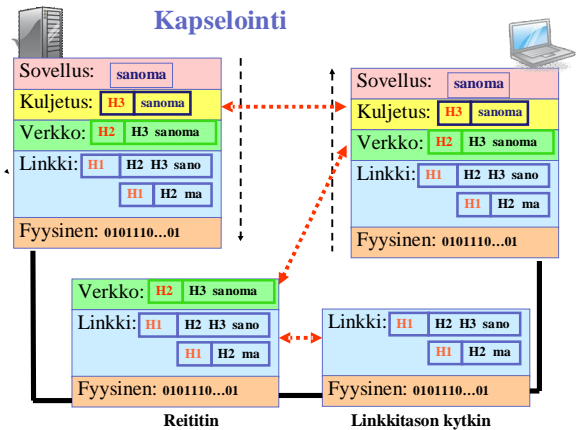 Kapselointi
Sovellus: sanoma
Kuljetus: H3 sanoma
Verkko: H2 H3 sanoma
Linkki: H1 H2 H3 sano
H1 H2 ma
Fyysinen: 0101110...01
Sovellus: sanoma
Kuljetus: H3 sanoma
Verkko: H2 H3 sanoma
Linkki: H1 H2 H3 sano
H1 H2 ma
Fyysinen: 0101110...01
Verkko: H2 H3 sanoma
Linkki: H1 H2 H3 sano
H1 H2 ma
Fyysinen: 0101110...01
Reititin
Linkki: H1 H2 H3 sano
H1 H2 ma
Fyysinen: 0101110...01
Linkkitason kytkin